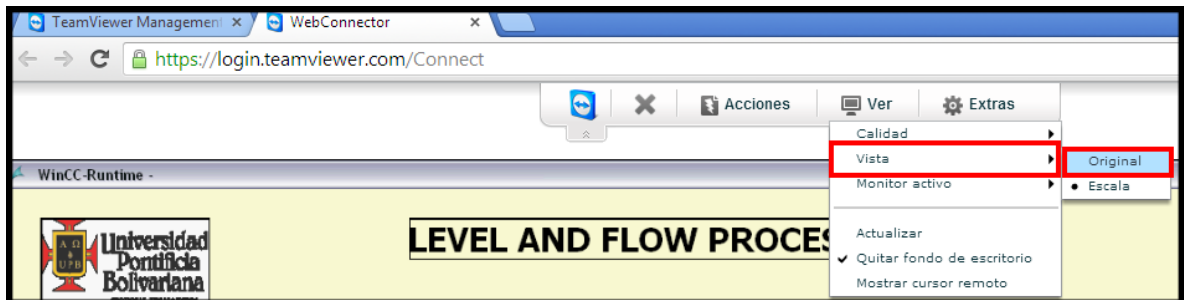 TeamViewer Management
WebConnector
https://login.teamviewer.com/Connect
Acciones
Ver
Extras
Calidad
Vista
Original
Monitor activo
Escala
WinCC-Runtime -
Actualizar
Quitar fondo de escritorio
Mostrar cursor remoto
LEVEL AND FLOW PROCES
Α Ω
UPB
Universidad
Pontificia
Bolivariana